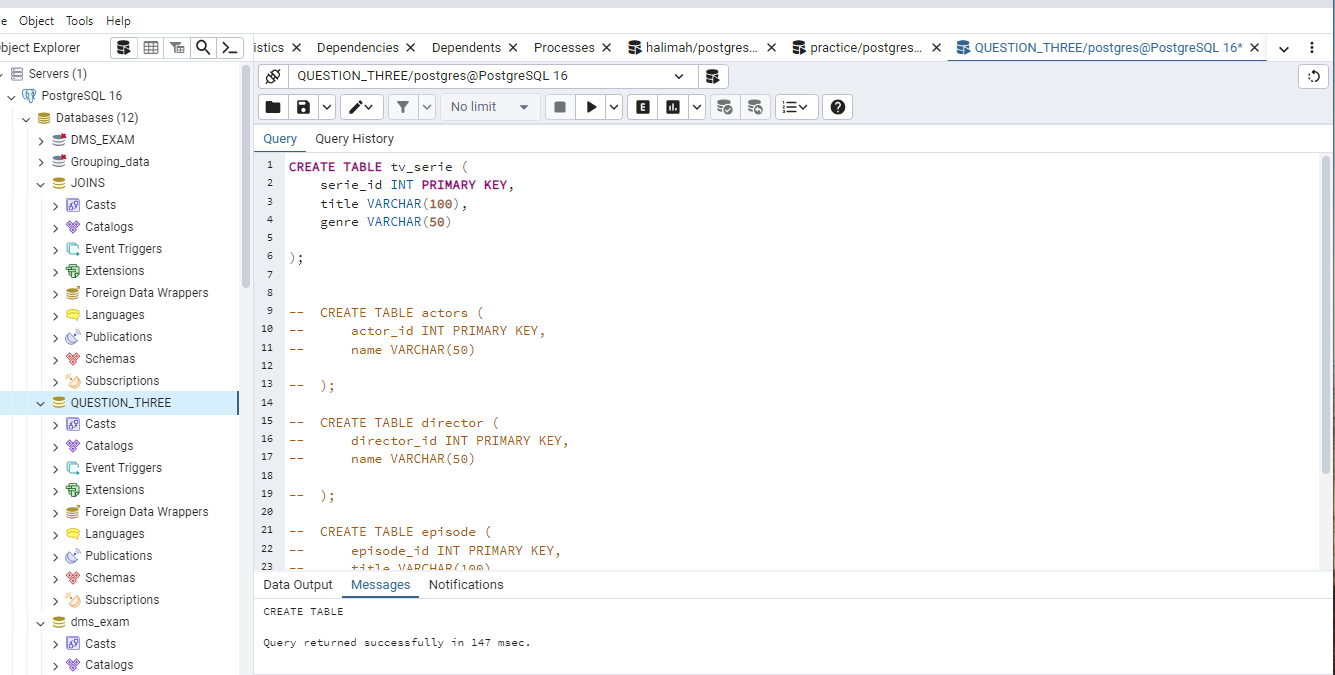 e Object Tools Help
bject Explorer
istics Dependencies Dependents Processes halimah/postgres... practice/postgres... QUESTION_THREE/postgres@PostgreSQL 16*
Servers (1)
PostgreSQL 16
Databases (12)
DMS_EXAM
Grouping_data
JOINS
Casts
Catalogs
Event Triggers
Extensions
Foreign Data Wrappers
Languages
Publications
Schemas
Subscriptions
QUESTION_THREE
Casts
Catalogs
Event Triggers
Extensions
Foreign Data Wrappers
Languages
Publications
Schemas
Subscriptions
dms_exam
Casts
Catalogs
QUESTION_THREE/postgres@PostgreSQL 16
No limit
E
Query Query History
1 CREATE TABLE tv_serie (
2 serie_id INT PRIMARY KEY,
3 title VARCHAR(100),
4 genre VARCHAR(50)
5
6 );
7
8
9 -- CREATE TABLE actors (
10 -- actor_id INT PRIMARY KEY,
11 -- name VARCHAR(50)
12
13 -- );
14
15 -- CREATE TABLE director (
16 -- director_id INT PRIMARY KEY,
17 -- name VARCHAR(50)
18
19 -- );
20
21 -- CREATE TABLE episode (
22 -- episode_id INT PRIMARY KEY,
23 -- title VARCHAR(100)
Data Output Messages Notifications
CREATE TABLE
Query returned successfully in 147 msec.